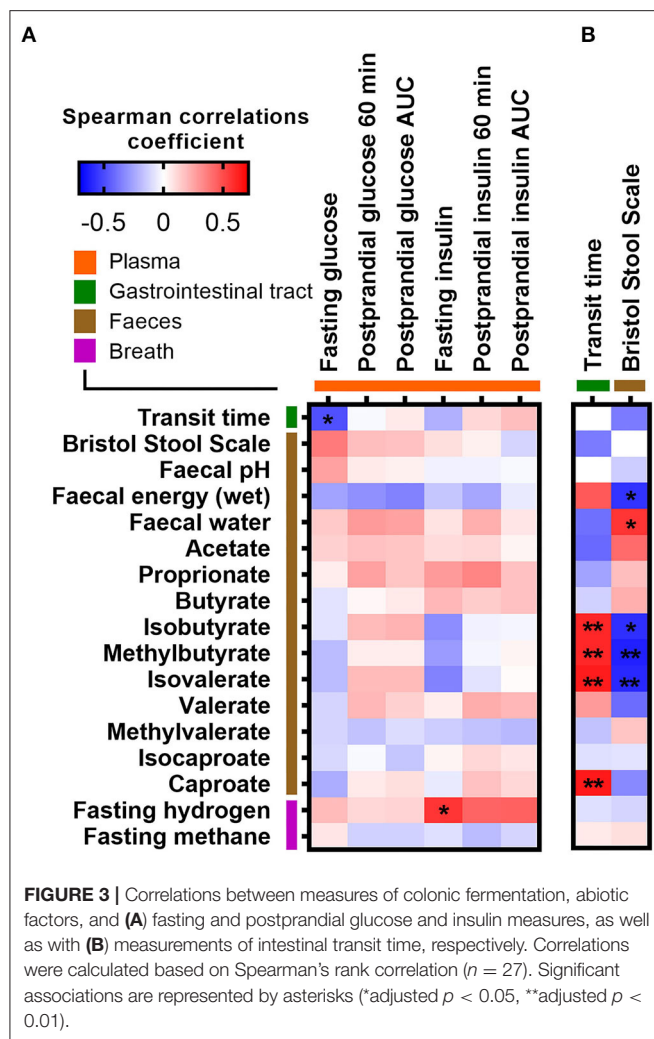 A
B
Spearman correlations
coefficient
-0.5 0 0.5
Plasma
Gastrointestinal tract
Faeces
Breath
Fasting glucose
Postprandial glucose 60 min
Postprandial glucose AUC
Fasting insulin
Postprandial insulin 60 min
Postprandial insulin AUC
Transit time
Bristol Stool Scale
Transit time *
Bristol Stool Scale
Faecal pH
Faecal energy (wet) *
Faecal water *
Acetate
Proprionate
Butyrate
Isobutyrate ** *
Methylbutyrate ** **
Isovalerate ** **
Valerate
Methylvalerate
Isocaproate
Caproate **
Fasting hydrogen *
Fasting methane
FIGURE 3 | Correlations between measures of colonic fermentation, abiotic
factors, and (A) fasting and postprandial glucose and insulin measures, as well
as with (B) measurements of intestinal transit time, respectively. Correlations
were calculated based on Spearman's rank correlation (n = 27). Significant
associations are represented by asterisks (*adjusted p < 0.05, **adjusted p <
0.01).